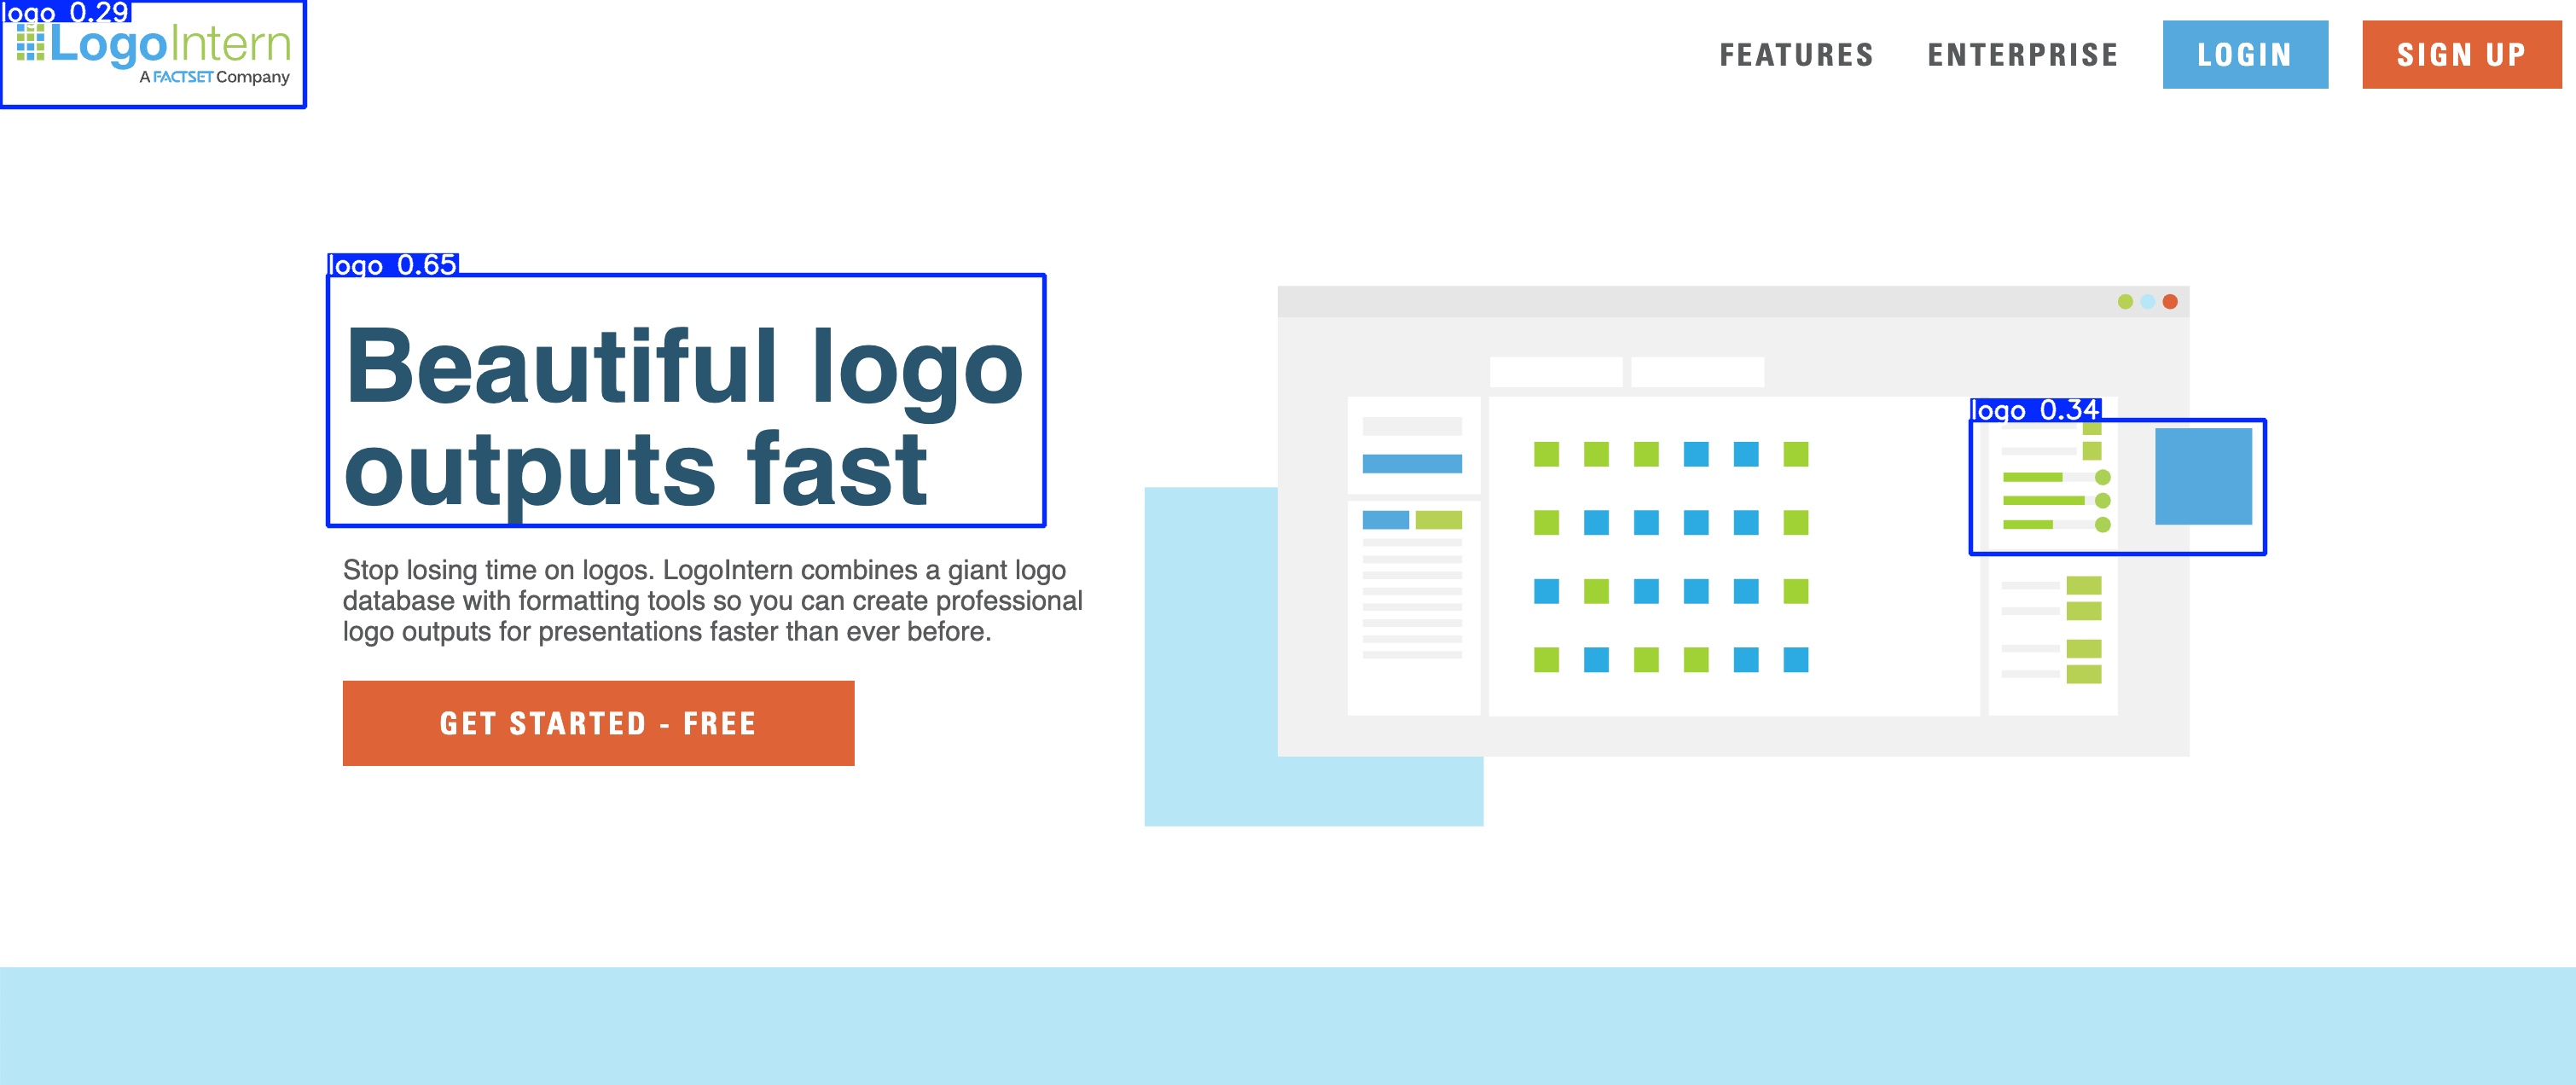 logo 0.29
LogoIntern
A FACTSET Company
FEATURES ENTERPRISE LOGIN SIGN UP
logo 0.65
Beautiful logo
outputs fast
Stop losing time on logos. LogoIntern combines a giant logo
database with formatting tools so you can create professional
logo outputs for presentations faster than ever before.
GET STARTED - FREE
logo 0.34